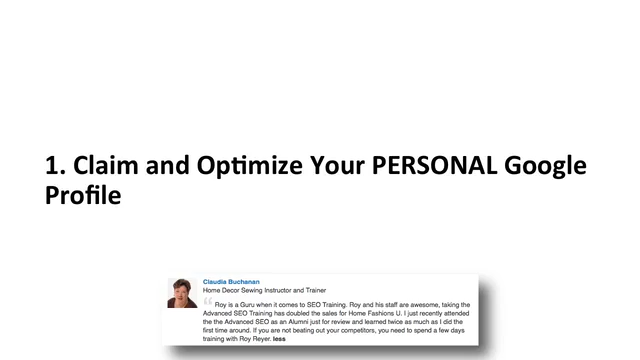 1. Claim and Optimize Your PERSONAL Google
Profile
Claudia Buchanan
Home Decor Sewing Instructor and Trainer
“ Roy is a Guru when it comes to SEO Training. Roy and his staff are awesome, taking the
Advanced SEO Training has doubled the sales for Home Fashions U. I just recently attended
the the Advanced SEO as an Alumni just for review and learned twice as much as I did the
first time around. If you are not beating out your competitors, you need to spend a few days
training with Roy Reyer. less